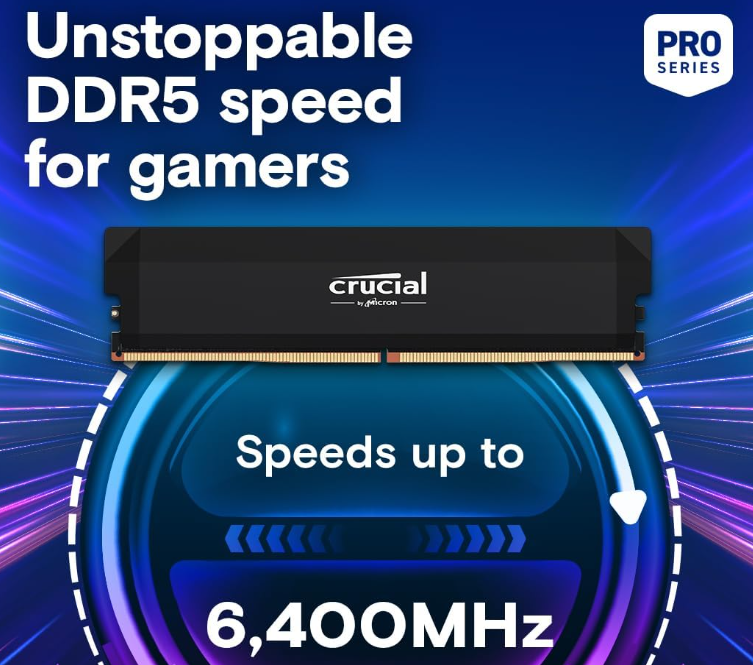 Unstoppable
DDR5 speed
for gamers
PRO
SERIES
crucial
by Micron
Speeds up to
6,400MHz